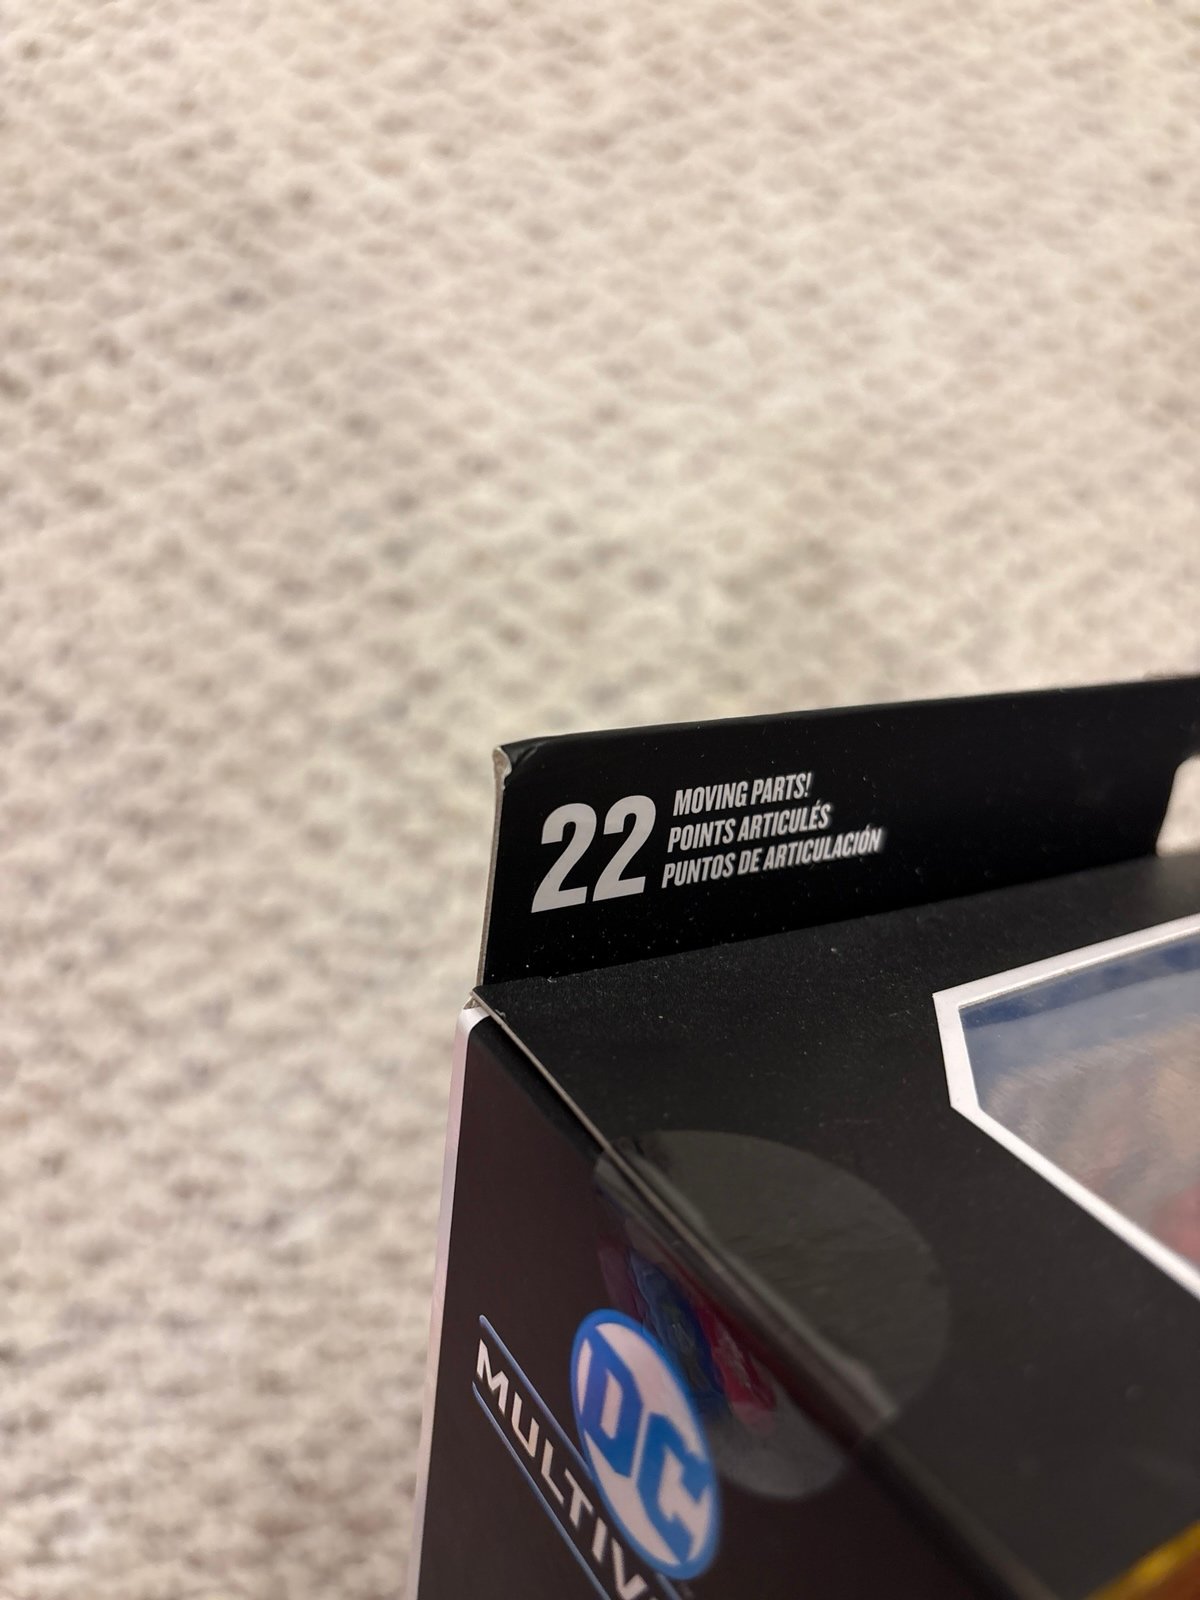 22
MOVING PARTS!
POINTS ARTICULÉS
PUNTOS DE ARTICULACIÓN
DC
MULTIV